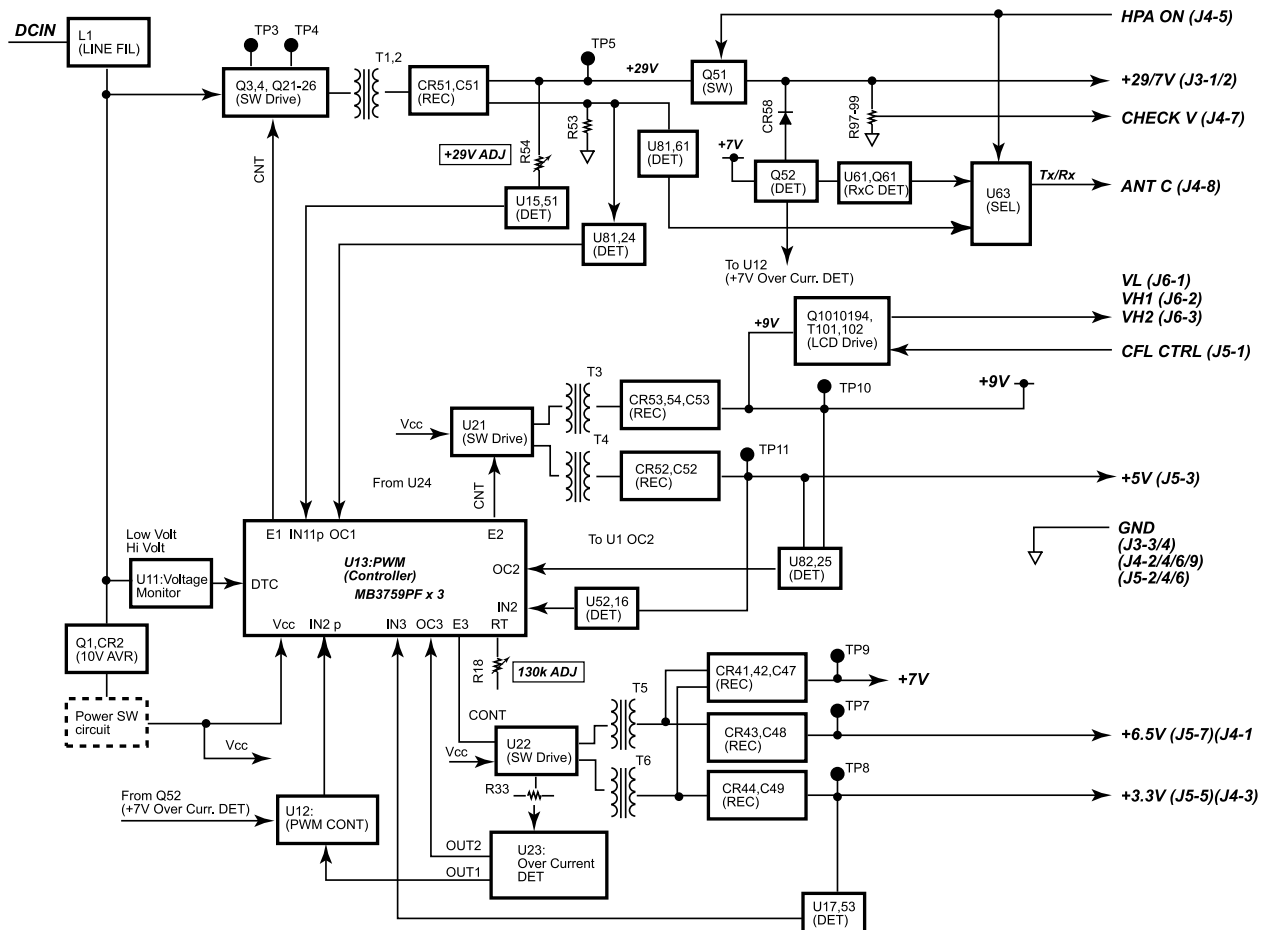 DCIN
L1
(LINE FIL)
TP3
TP4
Q3,4, Q21-26
(SW Drive)
T1,2
CR51,C51
(REC)
TP5
+29V
Q51
(SW)
HPA ON (J4-5)
+29/7V (J3-1/2)
CHECK V (J4-7)
ANT C (J4-8)
CR58
R97-99
R53
R54
+29V ADJ
U81,61
(DET)
+7V
Q52
(DET)
U61,Q61
(RxC DET)
U63
(SEL)
Tx/Rx
CNT
U15,51
(DET)
U81,24
(DET)
To U12
(+7V Over Curr. DET)
VL (J6-1)
VH1 (J6-2)
VH2 (J6-3)
CFL CTRL (J5-1)
Q1010194,
T101,102
(LCD Drive)
+9V
+9V
T3
CR53,54,C53
(REC)
TP10
Vcc
U21
(SW Drive)
T4
CR52,C52
(REC)
TP11
+5V (J5-3)
From U24
CNT
GND
(J3-3/4)
(J4-2/4/6/9)
(J5-2/4/6)
Low Volt
Hi Volt
U11:Voltage
Monitor
E1
IN11p
OC1
E2
U13:PWM
(Controller)
MB3759PF x 3
DTC
OC2
IN2
Vcc
IN2 p
IN3
OC3
E3
RT
To U1 OC2
U82,25
(DET)
U52,16
(DET)
Q1,CR2
(10V AVR)
Power SW
circuit
Vcc
R18
130k ADJ
CONT
Vcc
U22
(SW Drive)
T5
T6
CR41,42,C47
(REC)
TP9
+7V
CR43,C48
(REC)
TP7
+6.5V (J5-7)(J4-1
CR44,C49
(REC)
TP8
+3.3V (J5-5)(J4-3)
From Q52
(+7V Over Curr. DET)
U12:
(PWM CONT)
R33
OUT2
OUT1
U23:
Over Current
DET
U17,53
(DET)